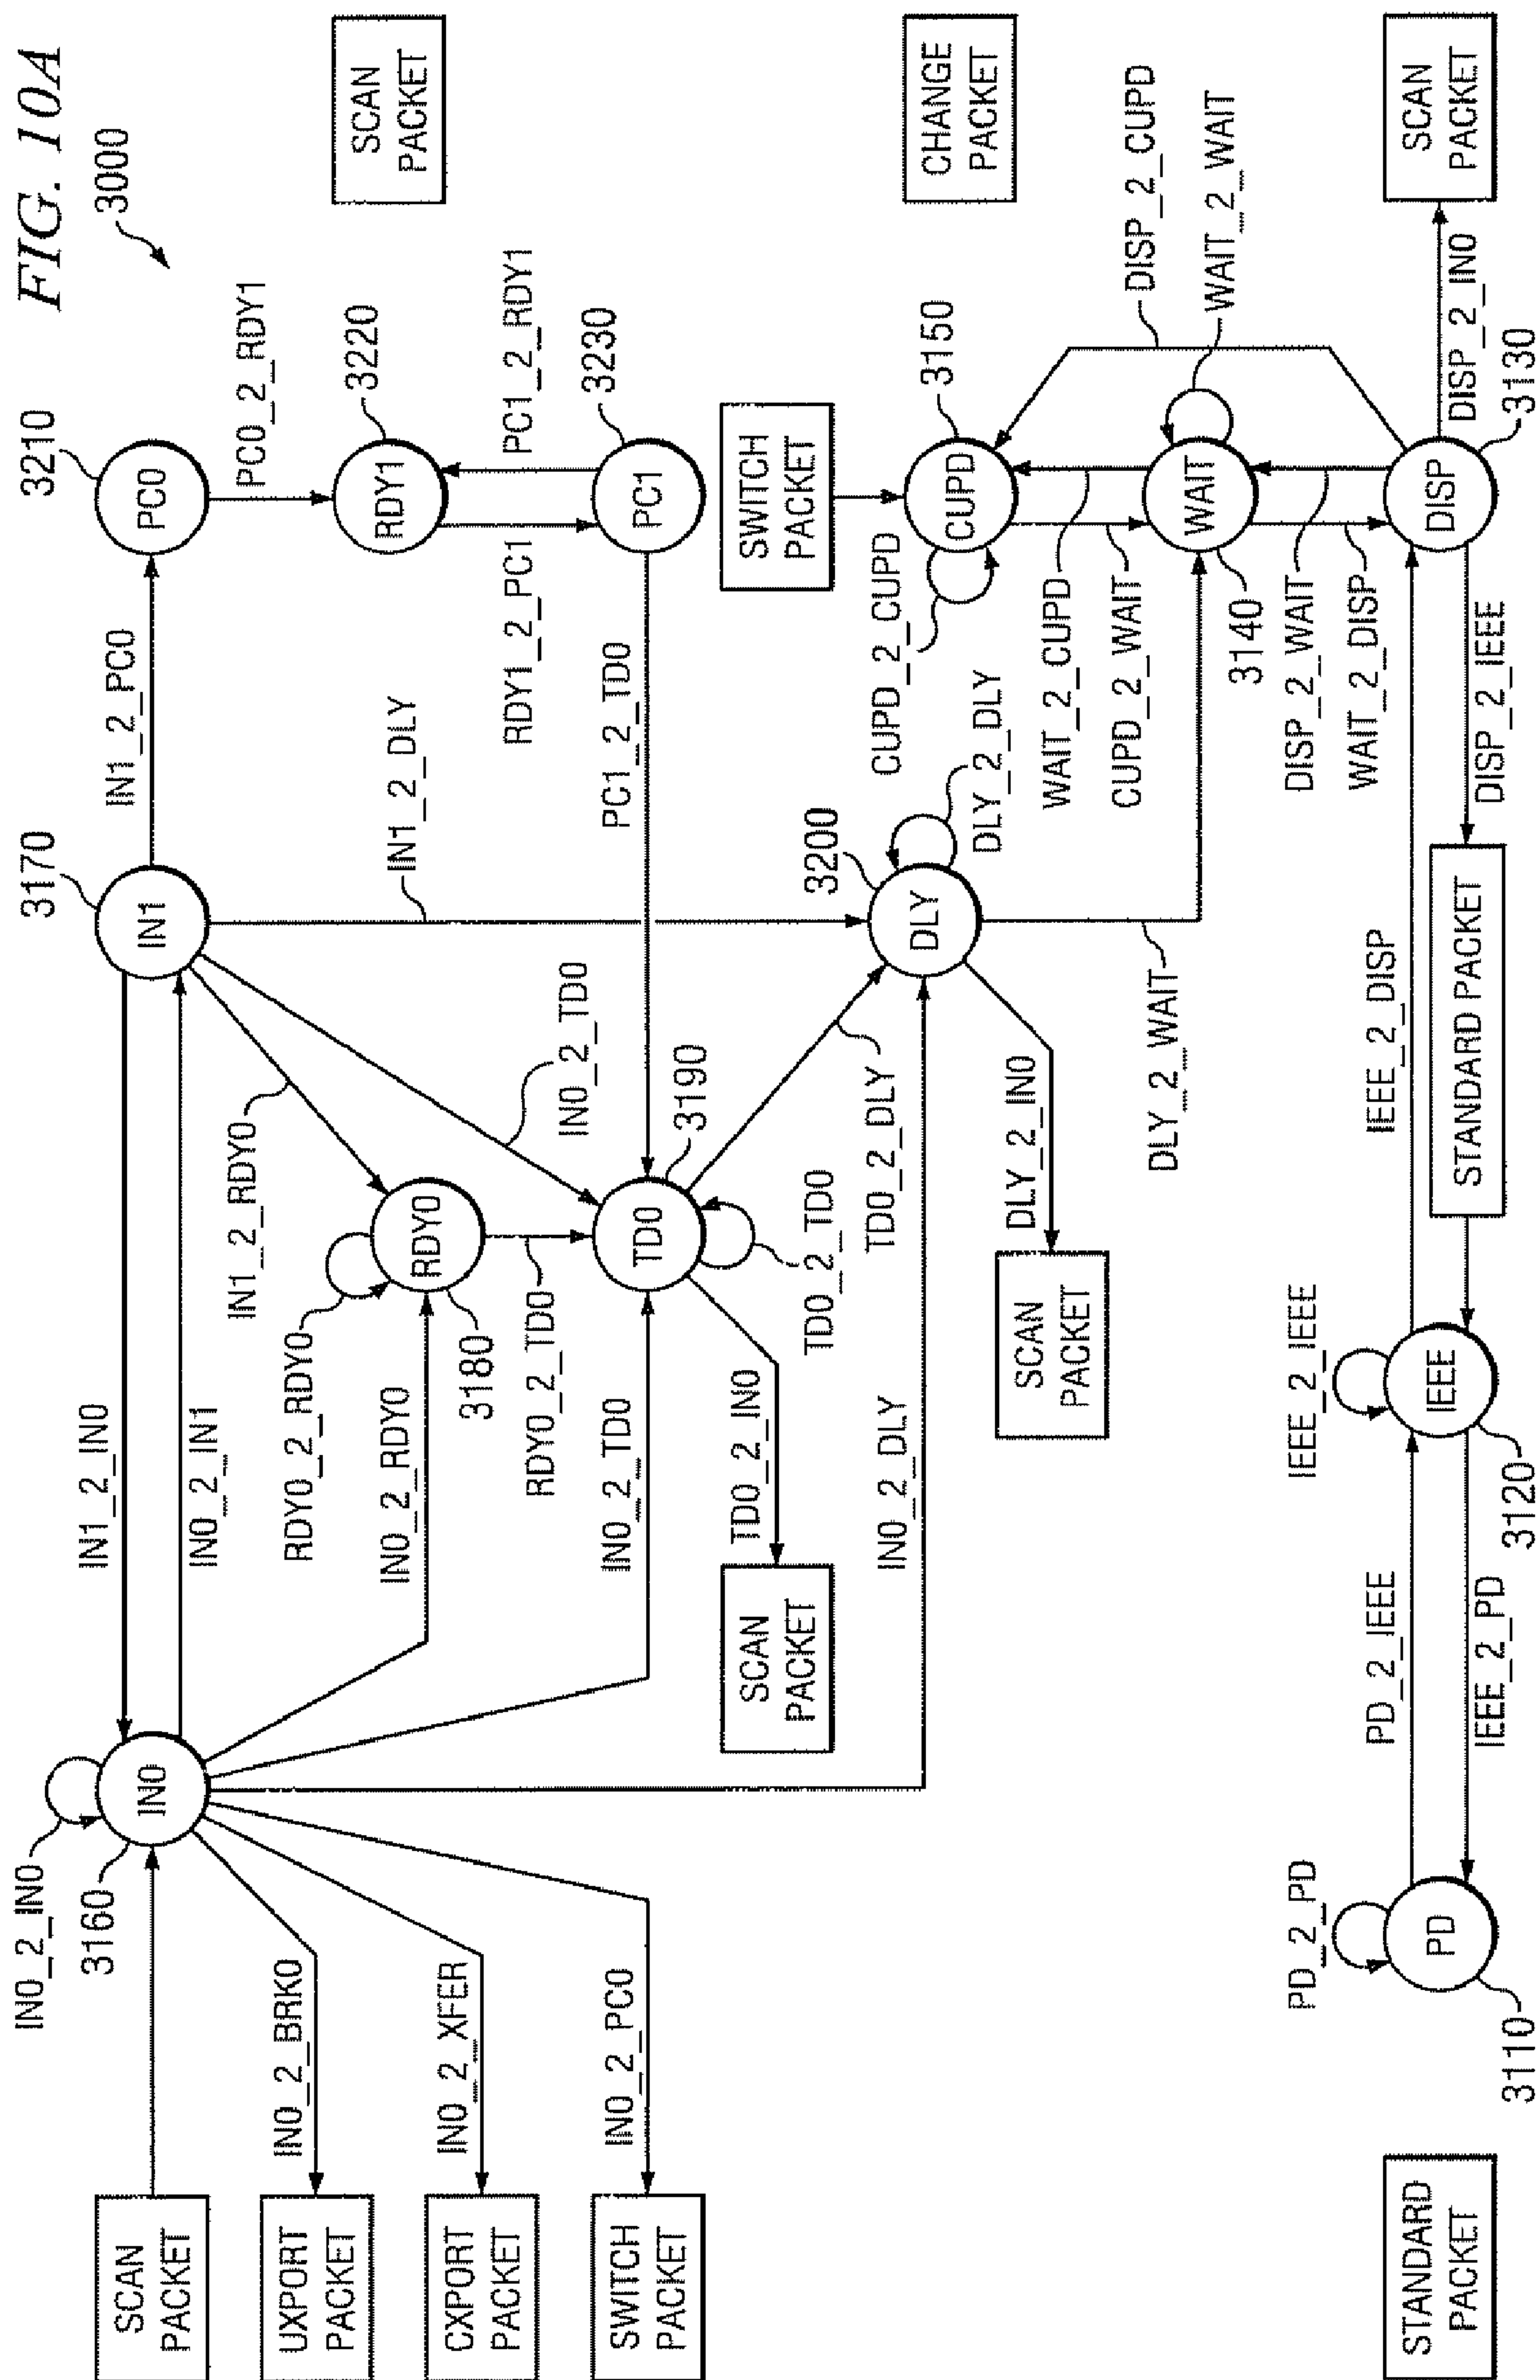 FIG. 10A
3000
SCAN
PACKET
UXPORT
PACKET
CXPORT
PACKET
SWITCH
PACKET
IN0_2_IN0
3160
IN0
IN0_2_BRK0
IN0_2_XFER
IN0_2_PC0
IN1_2_IN0
IN0_2_IN1
RDY0_2_RDY0
IN0_2_RDY0
3180
RDY0
RDY0_2_TD0
IN0_2_TD0
TD0
3190
TD0_2_IN0
SCAN
PACKET
TD0_2_TD0
TD0_2_DLY
IN0_2_DLY
3170
IN1
IN1_2_RDY0
IN0_2_TD0
IN1_2_DLY
IN1_2_PC0
3210
PC0
PC0_2_RDY1
RDY1
3220
RDY1_2_PC1
PC1_2_RDY1
PC1
3230
PC1_2_TD0
SCAN
PACKET
3200
DLY
DLY_2_DLY
DLY_2_IN0
SCAN
PACKET
DLY_2_WAIT
SWITCH
PACKET
CHANGE
PACKET
CUPD
3150
CUPD_2_CUPD
WAIT_2_CUPD
CUPD_2_WAIT
WAIT
3140
DISP_2_CUPD
WAIT_2_WAIT
DISP_2_WAIT
WAIT_2_DISP
STANDARD
PACKET
PD_2_PD
PD
3110
PD_2_IEEE
IEEE_2_PD
IEEE_2_IEEE
IEEE
3120
IEEE_2_DISP
STANDARD PACKET
DISP_2_IEEE
DISP
3130
DISP_2_IN0
SCAN
PACKET